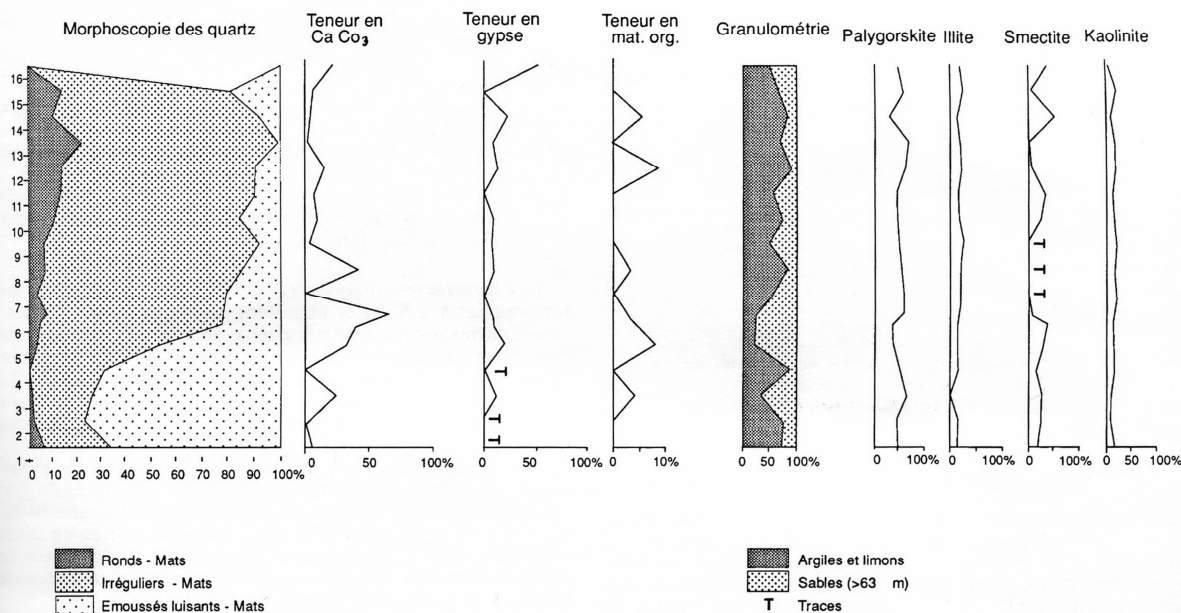 Morphoscopie des quartz
Teneur en
Ca Co3
Teneur en
gypse
Teneur en
mat. org.
Granulométrie
Palygorskite
Illite
Smectite
Kaolinite
16
15
14
13
12
11
10
9
8
7
6
5
4
3
2
1
T
T
T
T
T
T
0 10 20 30 40 50 60 70 80 90 100%
0 50 100%
0 50 100%
0 10%
0 50 100%
0 100%
0 100%
0 100%
0 100%
Ronds - Mats
Irréguliers - Mats
Emoussés luisants - Mats
Argiles et limons
Sables (>63 m)
T Traces